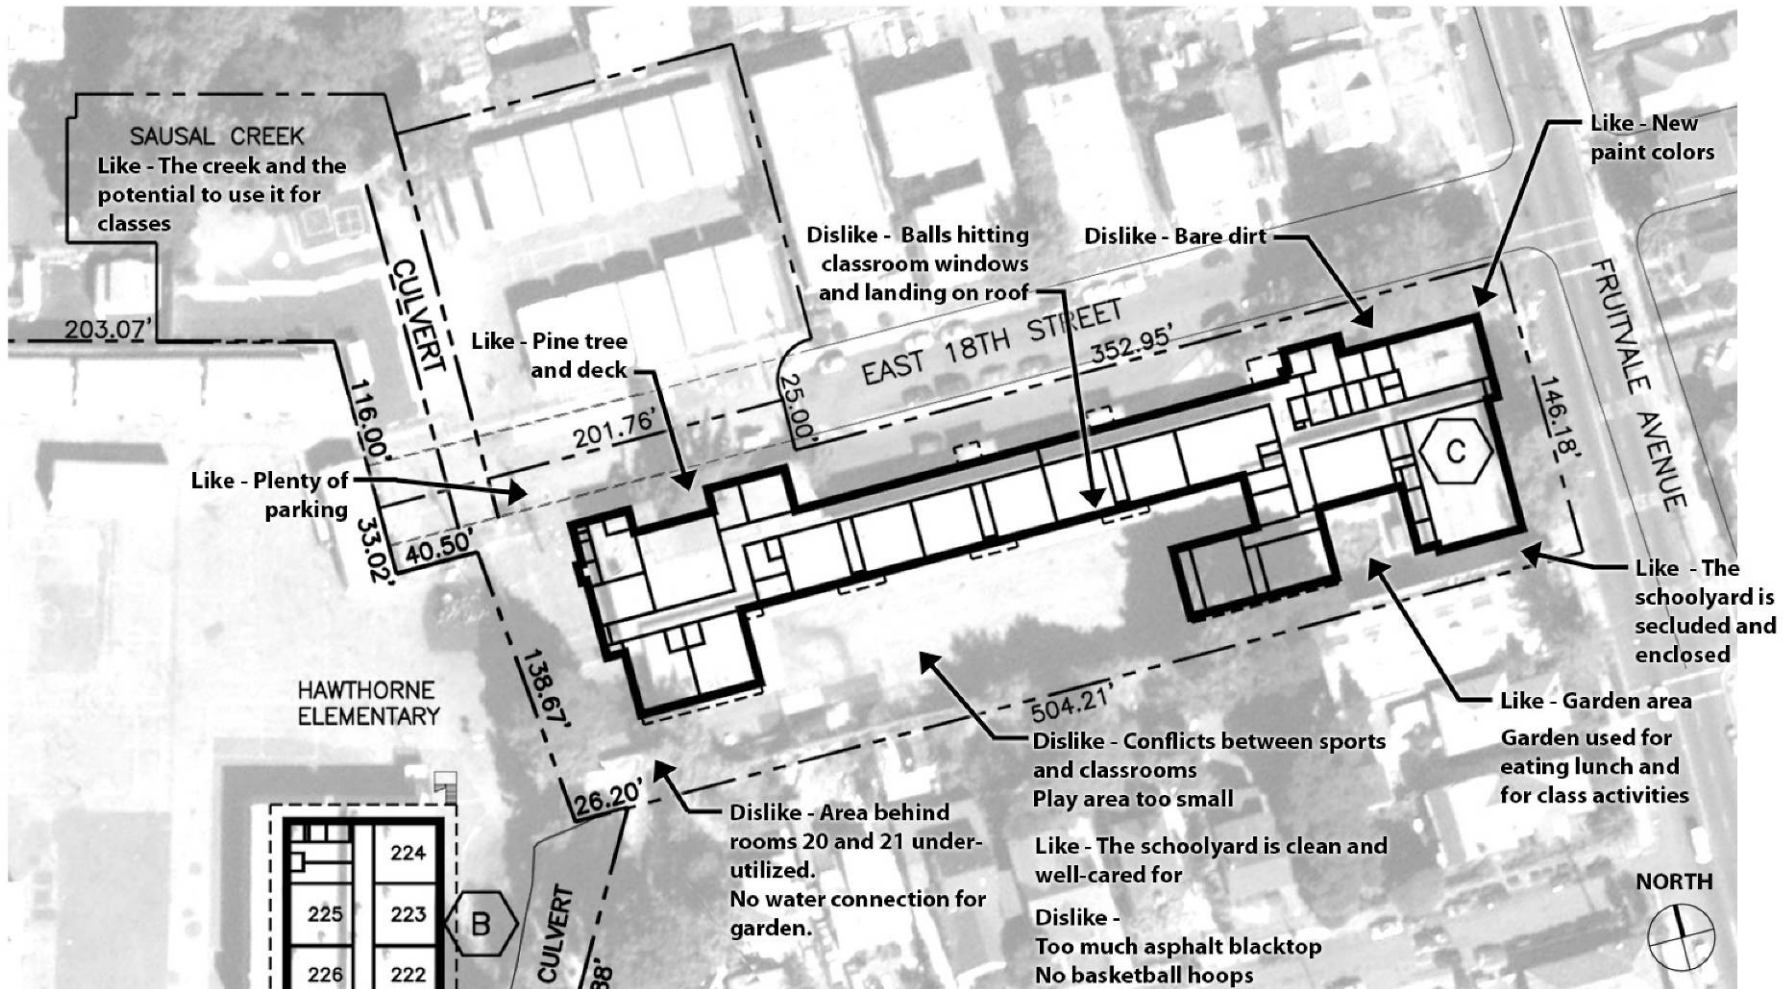 SAUSAL CREEK
Like - The creek and the
potential to use it for
classes
CULVERT
203.07'
116.00'
33.02'
40.50'
Like - Plenty of
parking
Like - Pine tree
and deck
201.76'
25.00'
Dislike - Balls hitting
classroom windows
and landing on roof
Dislike - Bare dirt
Like - New
paint colors
EAST 18TH STREET
352.95'
FRUITVALE AVENUE
146.18'
C
Like - The
schoolyard is
secluded and
enclosed
Like - Garden area
Garden used for
eating lunch and
for class activities
504.21'
138.67'
26.20'
HAWTHORNE
ELEMENTARY
Dislike - Conflicts between sports
and classrooms
Play area too small
Like - The schoolyard is clean and
well-cared for
Dislike -
Too much asphalt blacktop
No basketball hoops
Dislike - Area behind
rooms 20 and 21 under-
utilized.
No water connection for
garden.
224
225
223
226
222
B
CULVERT
NORTH